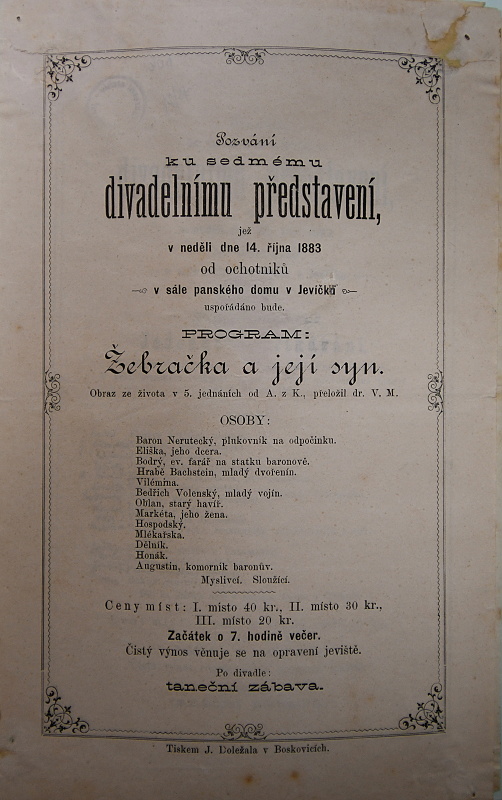 Pozvání
ku sedmému
divadelnímu představení,
jež
v neděli dne 14. října 1883
od ochotníků
v sále panského domu v Jevíčku
uspořádáno bude.
PROGRAM:
Žebračka a její syn.
Obraz ze života v 5. jednáních od A. z K., přeložil dr. V. M.
OSOBY:
Baron Nerutecký, plukovník na odpočinku.
Eliška, jeho dcera.
Bodrý, ev. farář na statku baronově.
Hrabě Bachstein, mladý dvořenín.
Vilémina.
Bedřich Volenský, mladý vojín.
Oblan, starý havíř.
Markéta, jeho žena.
Hospodský.
Mlékařska.
Dělník.
Honák.
Augustin, komorník baronův.
Myslivci. Sloužící.
Ceny míst: I. místo 40 kr., II. místo 30 kr.,
III. místo 20 kr.
Začátek o 7. hodině večer.
Čistý výnos věnuje se na opravení jeviště.
Po divadle:
taneční zábava.
Tiskem J. Doležala v Boskovicích.